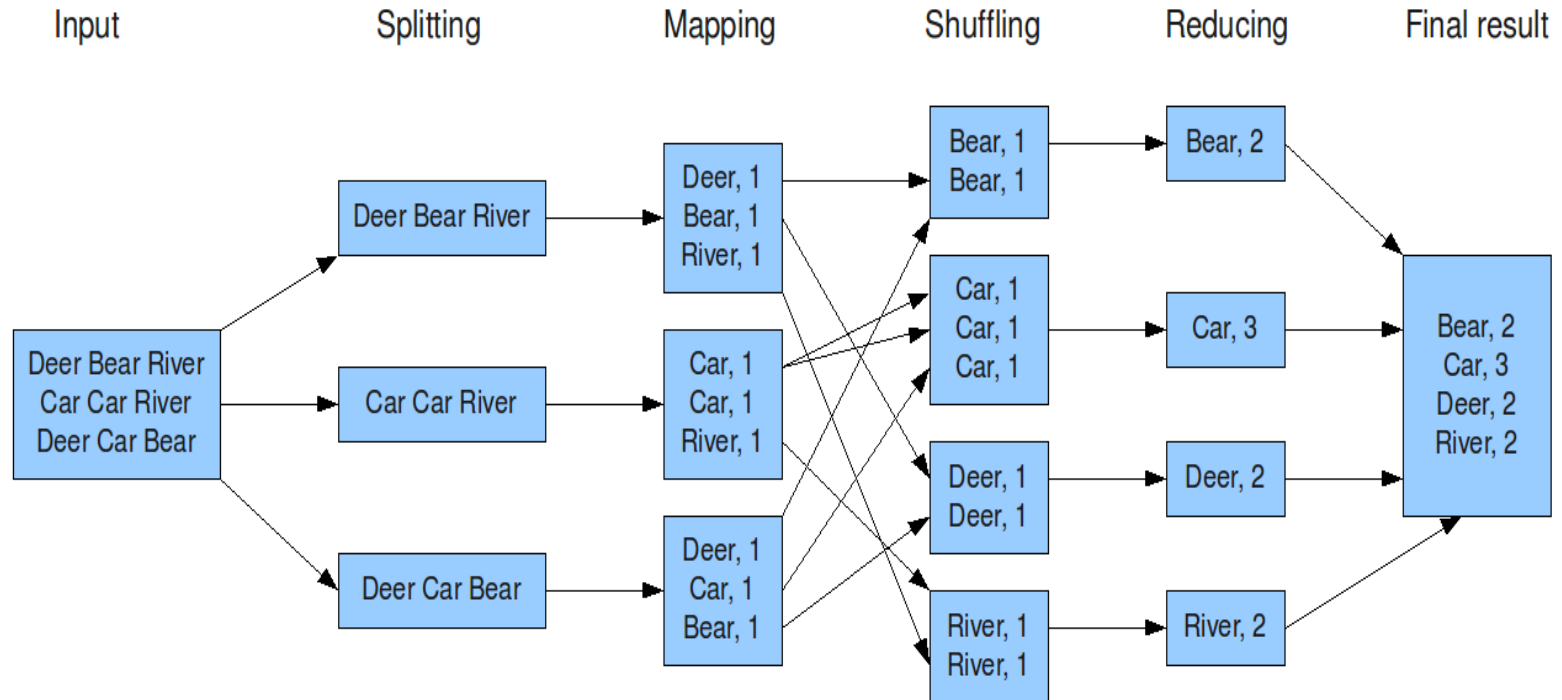 Input
Splitting
Mapping
Shuffling
Reducing
Final result
Deer Bear River
Car Car River
Deer Car Bear
Deer Bear River
Car Car River
Deer Car Bear
Deer, 1
Bear, 1
River, 1
Car, 1
Car, 1
River, 1
Deer, 1
Car, 1
Bear, 1
Bear, 1
Bear, 1
Car, 1
Car, 1
Car, 1
Deer, 1
Deer, 1
River, 1
River, 1
Bear, 2
Car, 3
Deer, 2
River, 2
Bear, 2
Car, 3
Deer, 2
River, 2